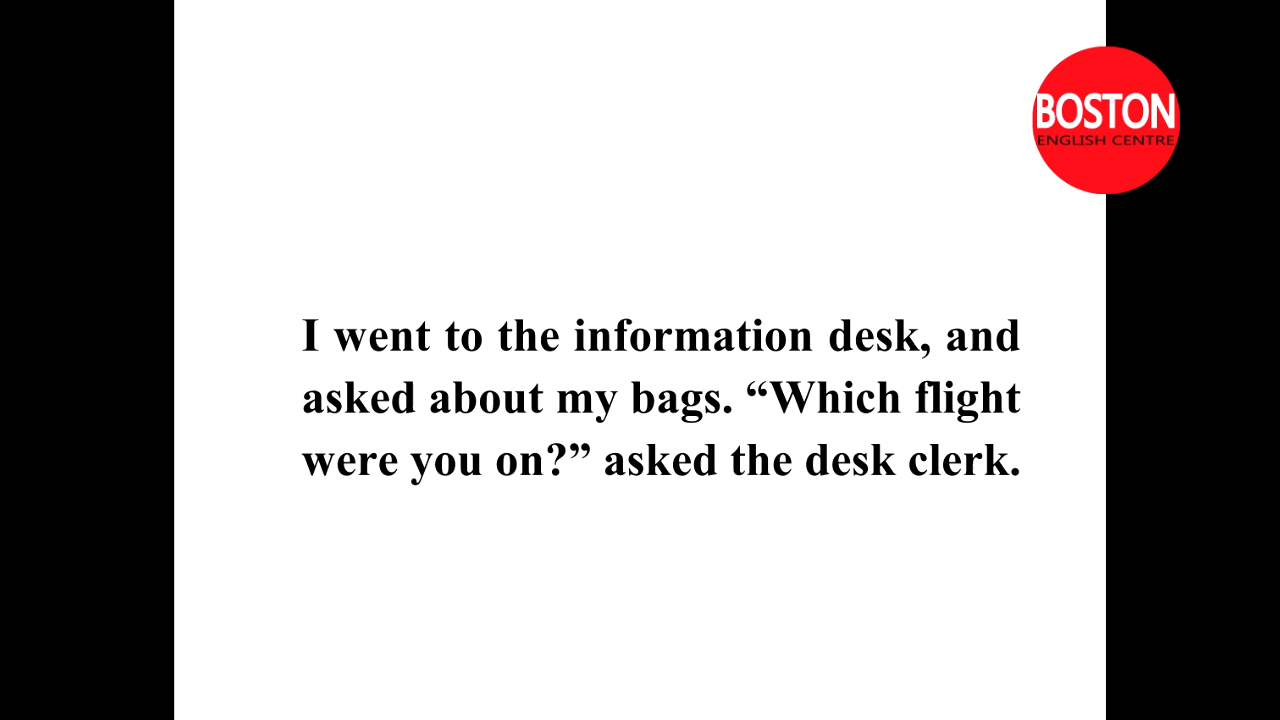 BOSTON
ENGLISH CENTRE
I went to the information desk, and
asked about my bags. “Which flight
were you on?” asked the desk clerk.